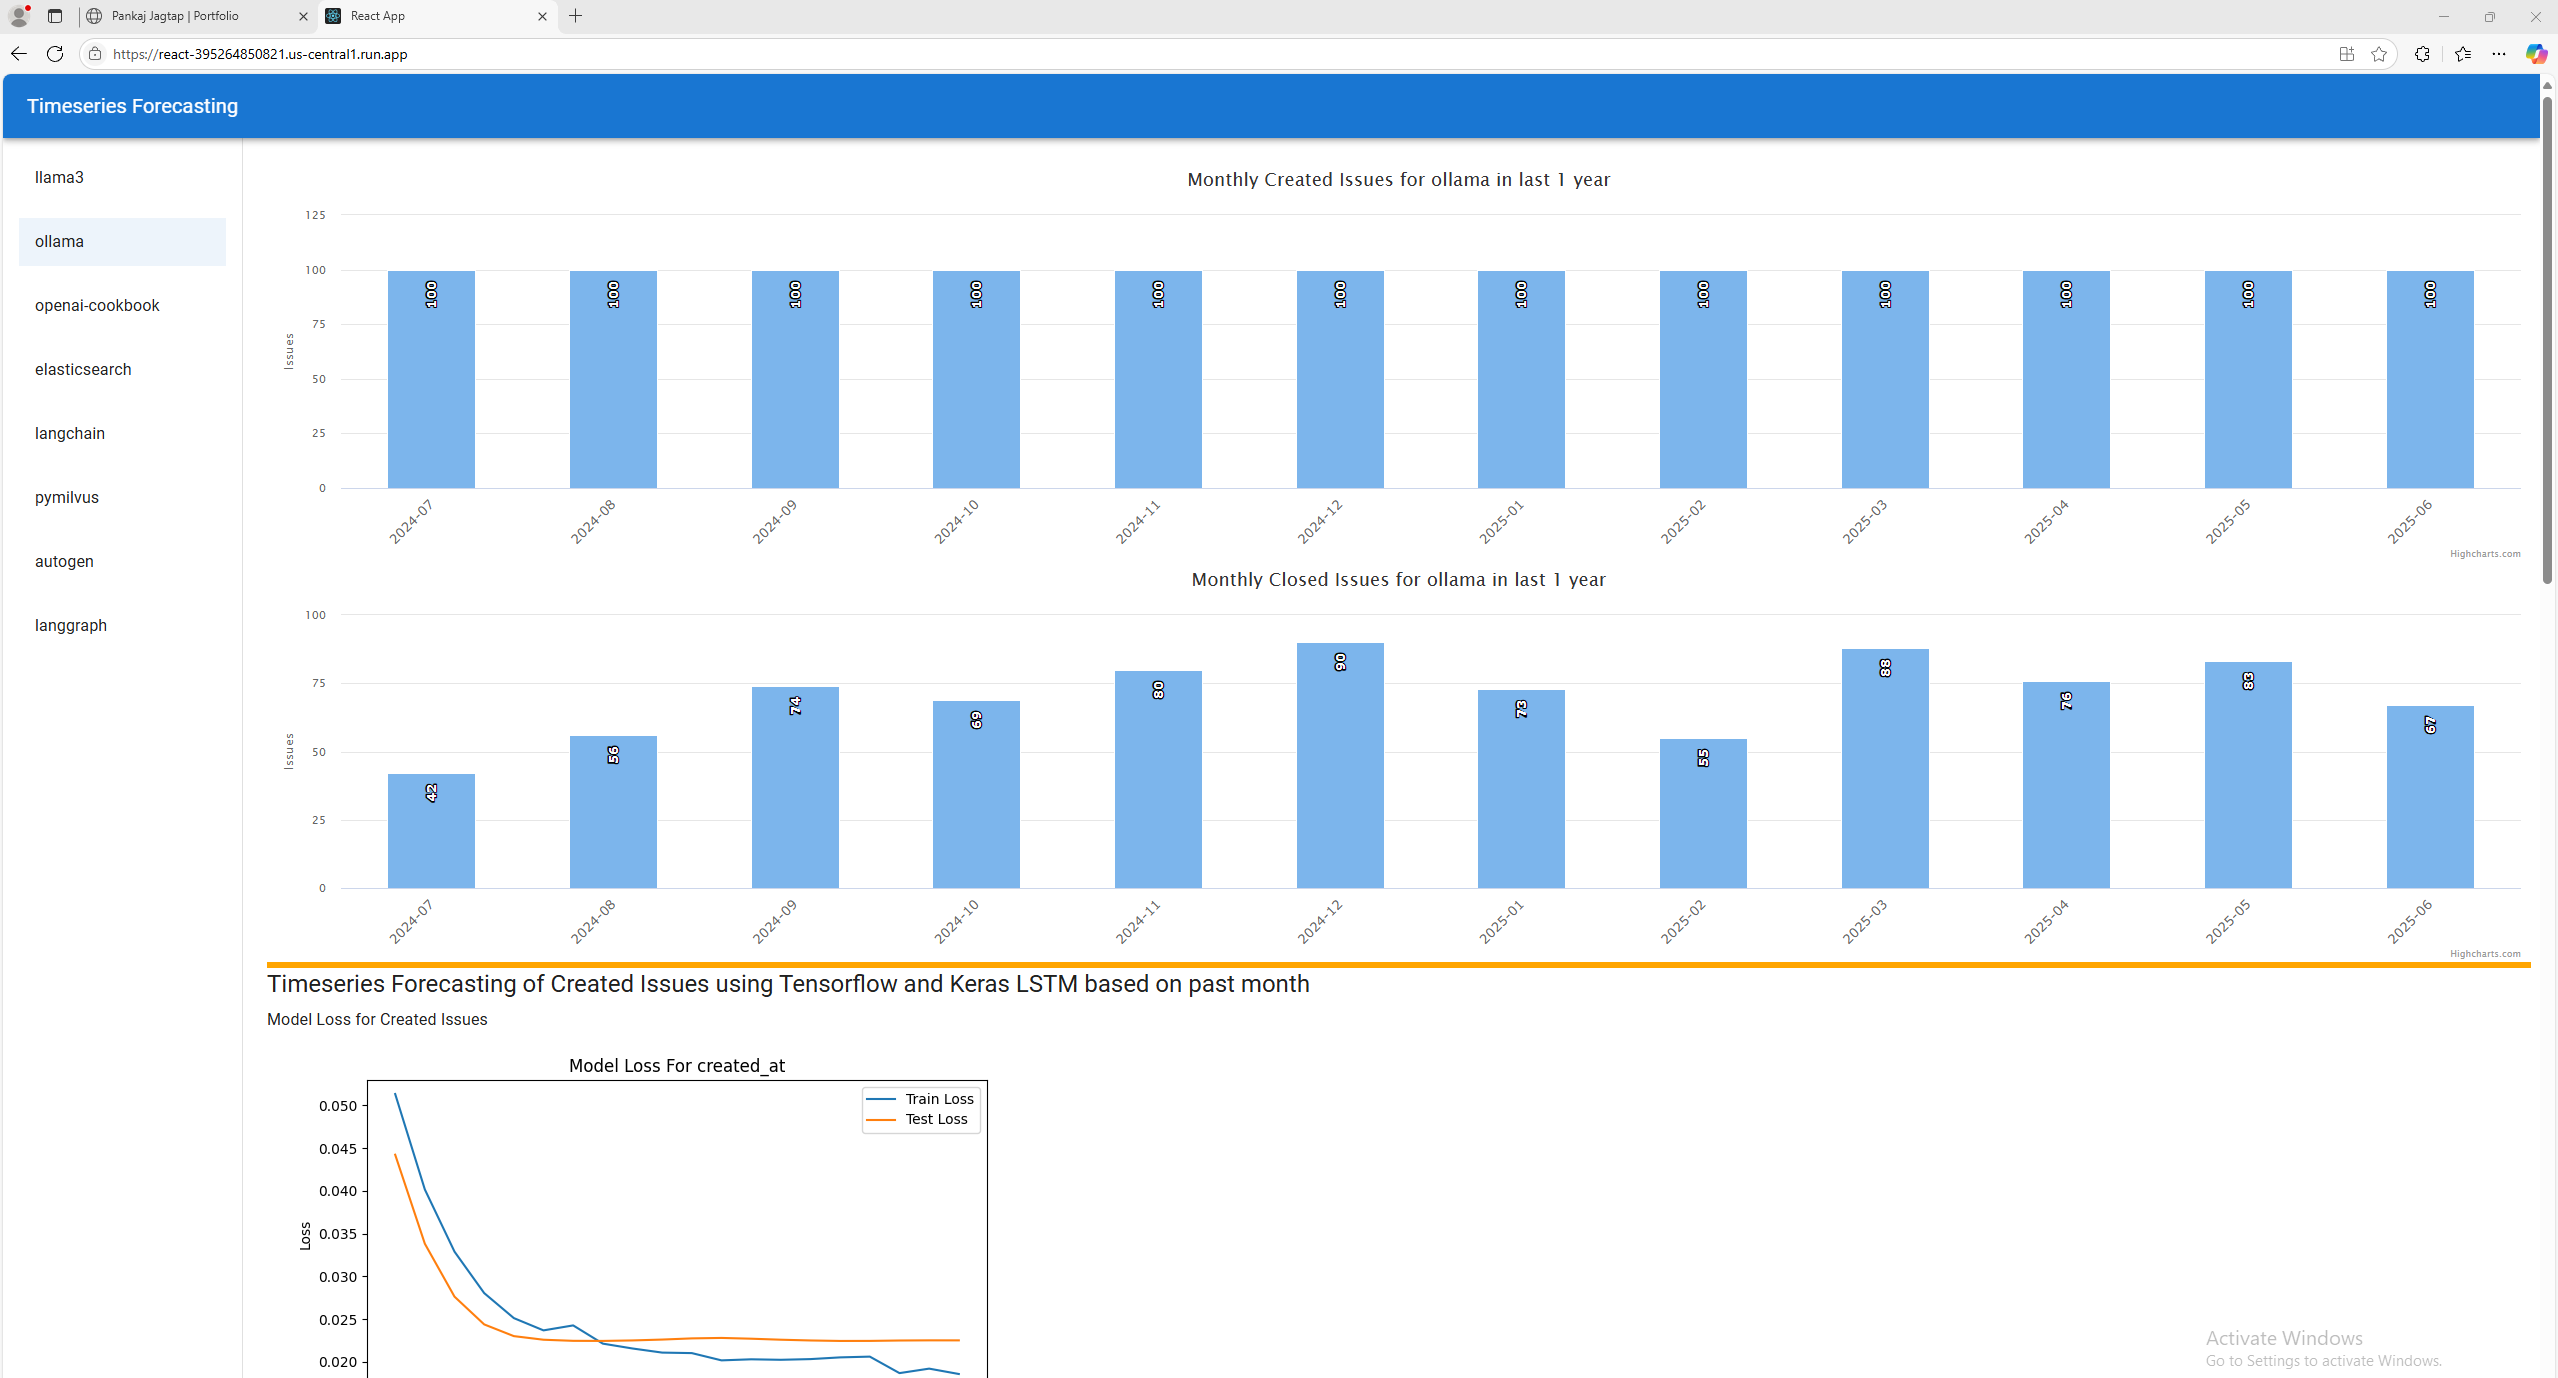 Pankaj Jagtap | Portfolio
React App
https://react-395264850821.us-central1.run.app
Timeseries Forecasting
llama3
ollama
openai-cookbook
elasticsearch
langchain
pymilvus
autogen
langgraph
Monthly Created Issues for ollama in last 1 year
125
100
75
50
25
0
Issues
100 100 100 100 100 100 100 100 100 100 100 100
2024-07 2024-08 2024-09 2024-10 2024-11 2024-12 2025-01 2025-02 2025-03 2025-04 2025-05 2025-06
Highcharts.com
Monthly Closed Issues for ollama in last 1 year
100
75
50
25
0
Issues
42 56 74 69 80 90 73 55 88 76 83 67
2024-07 2024-08 2024-09 2024-10 2024-11 2024-12 2025-01 2025-02 2025-03 2025-04 2025-05 2025-06
Highcharts.com
Timeseries Forecasting of Created Issues using Tensorflow and Keras LSTM based on past month
Model Loss for Created Issues
Model Loss For created_at
Train Loss
Test Loss
0.050
0.045
0.040
0.035
0.030
0.025
0.020
Loss
Activate Windows
Go to Settings to activate Windows.